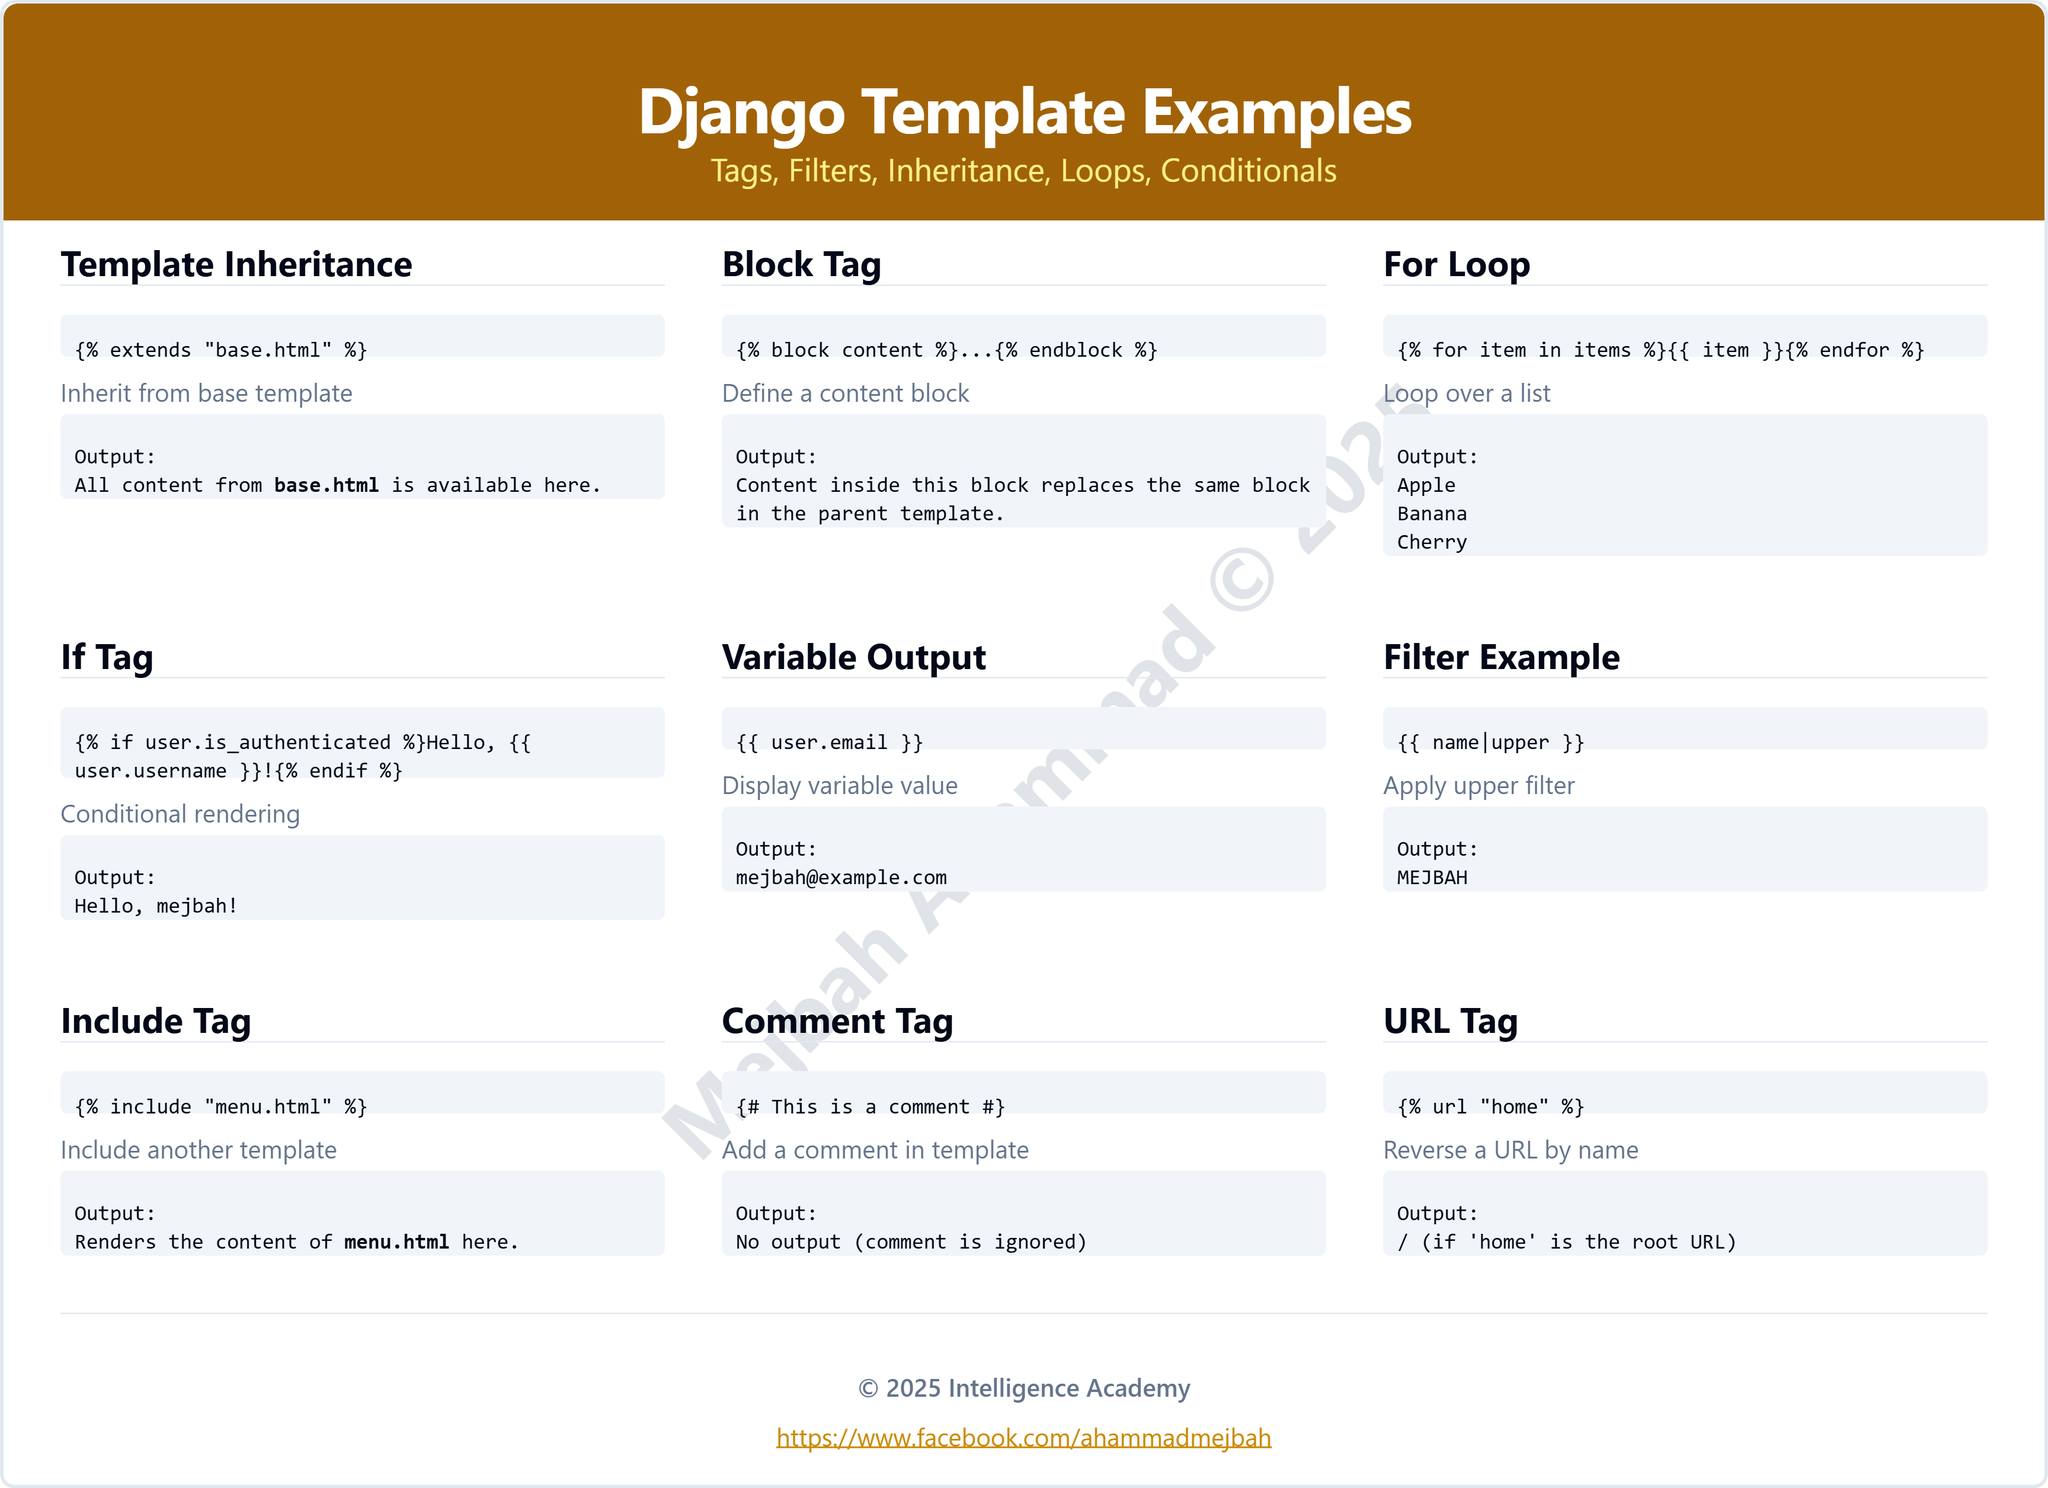 Django Template Examples
Tags, Filters, Inheritance, Loops, Conditionals
Template Inheritance
{% extends "base.html" %}
Inherit from base template
Output:
All content from base.html is available here.
Block Tag
{% block content %}...{% endblock %}
Define a content block
Output:
Content inside this block replaces the same block
in the parent template.
For Loop
{% for item in items %}{{ item }}{% endfor %}
Loop over a list
Output:
Apple
Banana
Cherry
If Tag
{% if user.is_authenticated %}Hello, {{
user.username }}!{% endif %}
Conditional rendering
Output:
Hello, mejbah!
Variable Output
{{ user.email }}
Display variable value
Output:
mejbah@example.com
Filter Example
{{ name|upper }}
Apply upper filter
Output:
MEJBAH
Include Tag
{% include "menu.html" %}
Include another template
Output:
Renders the content of menu.html here.
Comment Tag
{# This is a comment #}
Add a comment in template
Output:
No output (comment is ignored)
URL Tag
{% url "home" %}
Reverse a URL by name
Output:
/ (if 'home' is the root URL)
© 2025 Intelligence Academy
https://www.facebook.com/ahammadmejbah
Mejbah © 2025